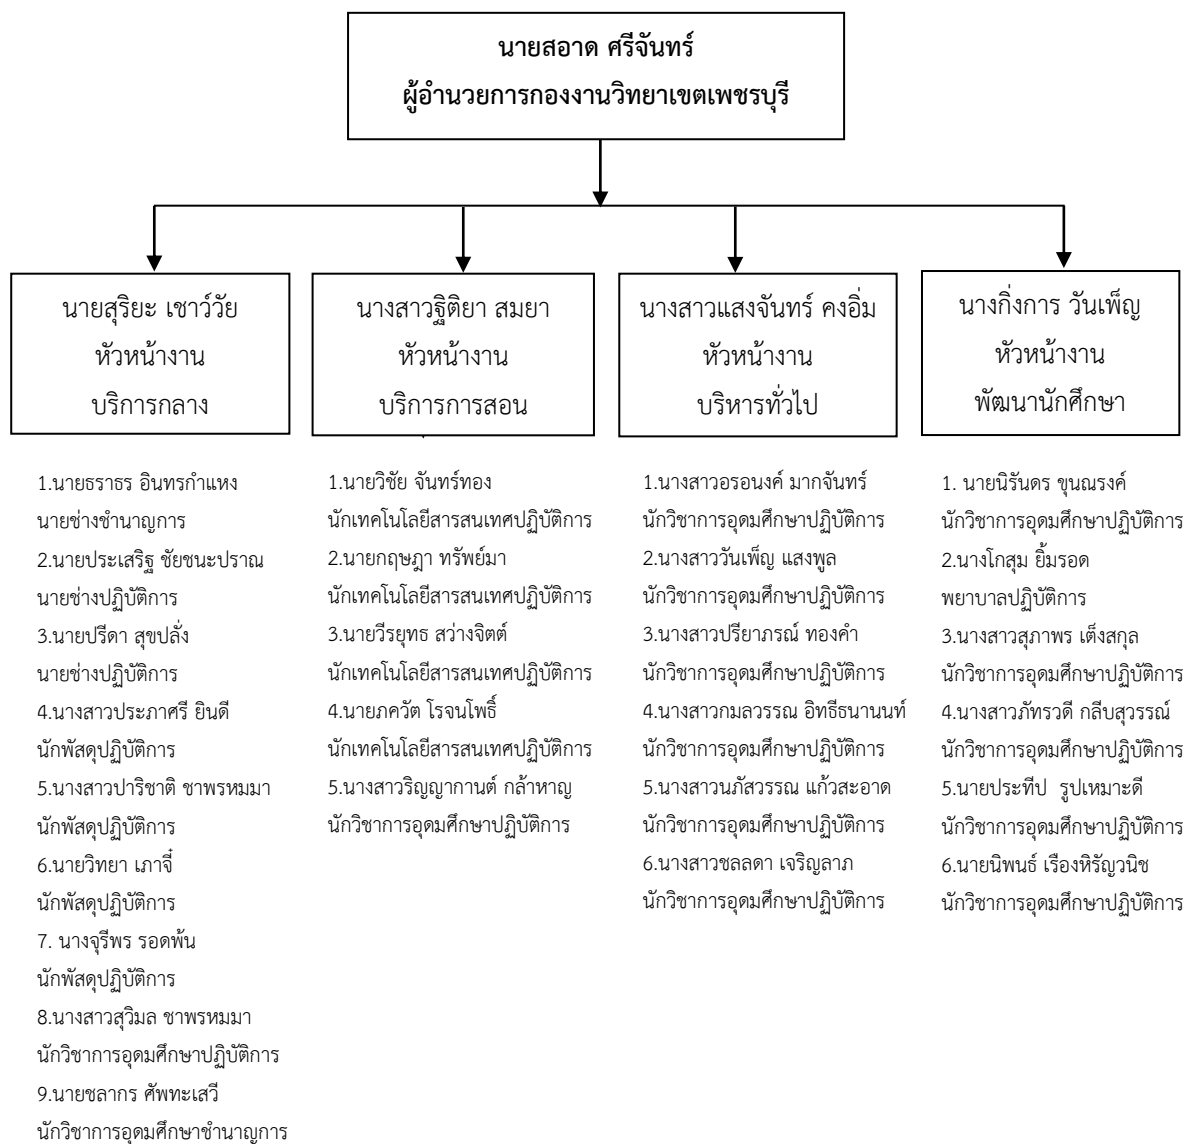 นายสอาด ศรีจันทร์
ผู้อำนวยการกองงานวิทยาเขตเพชรบุรี
นายสุริยะ เชาว์วัย
หัวหน้างาน
บริการกลาง
นางสาวฐิติยา สมยา
หัวหน้างาน
บริการการสอน
นางสาวแสงจันทร์ คงอิ่ม
หัวหน้างาน
บริหารทั่วไป
นางกิ่งการ วันเพ็ญ
หัวหน้างาน
พัฒนานักศึกษา
1.นายธราธร อินทรกำแหง
นายช่างชำนาญการ
2.นายประเสริฐ ชัยชนะปราณ
นายช่างปฏิบัติการ
3.นายปรีดา สุขปลั่ง
นายช่างปฏิบัติการ
4.นางสาวประภาศรี ยินดี
นักพัสดุปฏิบัติการ
5.นางสาวปาริชาติ ชาพรหมมา
นักพัสดุปฏิบัติการ
6.นายวิทยา เภาจี๋
นักพัสดุปฏิบัติการ
7. นางจุรีพร รอดพ้น
นักพัสดุปฏิบัติการ
8.นางสาวสุวิมล ชาพรหมมา
นักวิชาการอุดมศึกษาปฏิบัติการ
9.นายชลากร ศัพทะเสวี
นักวิชาการอุดมศึกษาชำนาญการ
1.นายวิชัย จันทร์ทอง
นักเทคโนโลยีสารสนเทศปฏิบัติการ
2.นายกฤษฎา ทรัพย์มา
นักเทคโนโลยีสารสนเทศปฏิบัติการ
3.นายวีรยุทธ สว่างจิตต์
นักเทคโนโลยีสารสนเทศปฏิบัติการ
4.นายภควัต โรจนโพธิ์
นักเทคโนโลยีสารสนเทศปฏิบัติการ
5.นางสาวริญญากานต์ กล้าหาญ
นักวิชาการอุดมศึกษาปฏิบัติการ
1.นางสาวอรอนงค์ มากจันทร์
นักวิชาการอุดมศึกษาปฏิบัติการ
2.นางสาววันเพ็ญ แสงพูล
นักวิชาการอุดมศึกษาปฏิบัติการ
3.นางสาวปรียาภรณ์ ทองคำ
นักวิชาการอุดมศึกษาปฏิบัติการ
4.นางสาวกมลวรรณ อิทธิธนานนท์
นักวิชาการอุดมศึกษาปฏิบัติการ
5.นางสาวนภัสวรรณ แก้วสะอาด
นักวิชาการอุดมศึกษาปฏิบัติการ
6.นางสาวชลลดา เจริญลาภ
นักวิชาการอุดมศึกษาปฏิบัติการ
1. นายนิรันดร ขุนณรงค์
นักวิชาการอุดมศึกษาปฏิบัติการ
2.นางโกสุม ยิ้มรอด
พยาบาลปฏิบัติการ
3.นางสาวสุภาพร เต็งสกุล
นักวิชาการอุดมศึกษาปฏิบัติการ
4.นางสาวภัทรวดี กลีบสุวรรณ์
นักวิชาการอุดมศึกษาปฏิบัติการ
5.นายประทีป รูปเหมาะดี
นักวิชาการอุดมศึกษาปฏิบัติการ
6.นายนิพนธ์ เรืองหิรัญวนิช
นักวิชาการอุดมศึกษาปฏิบัติการ